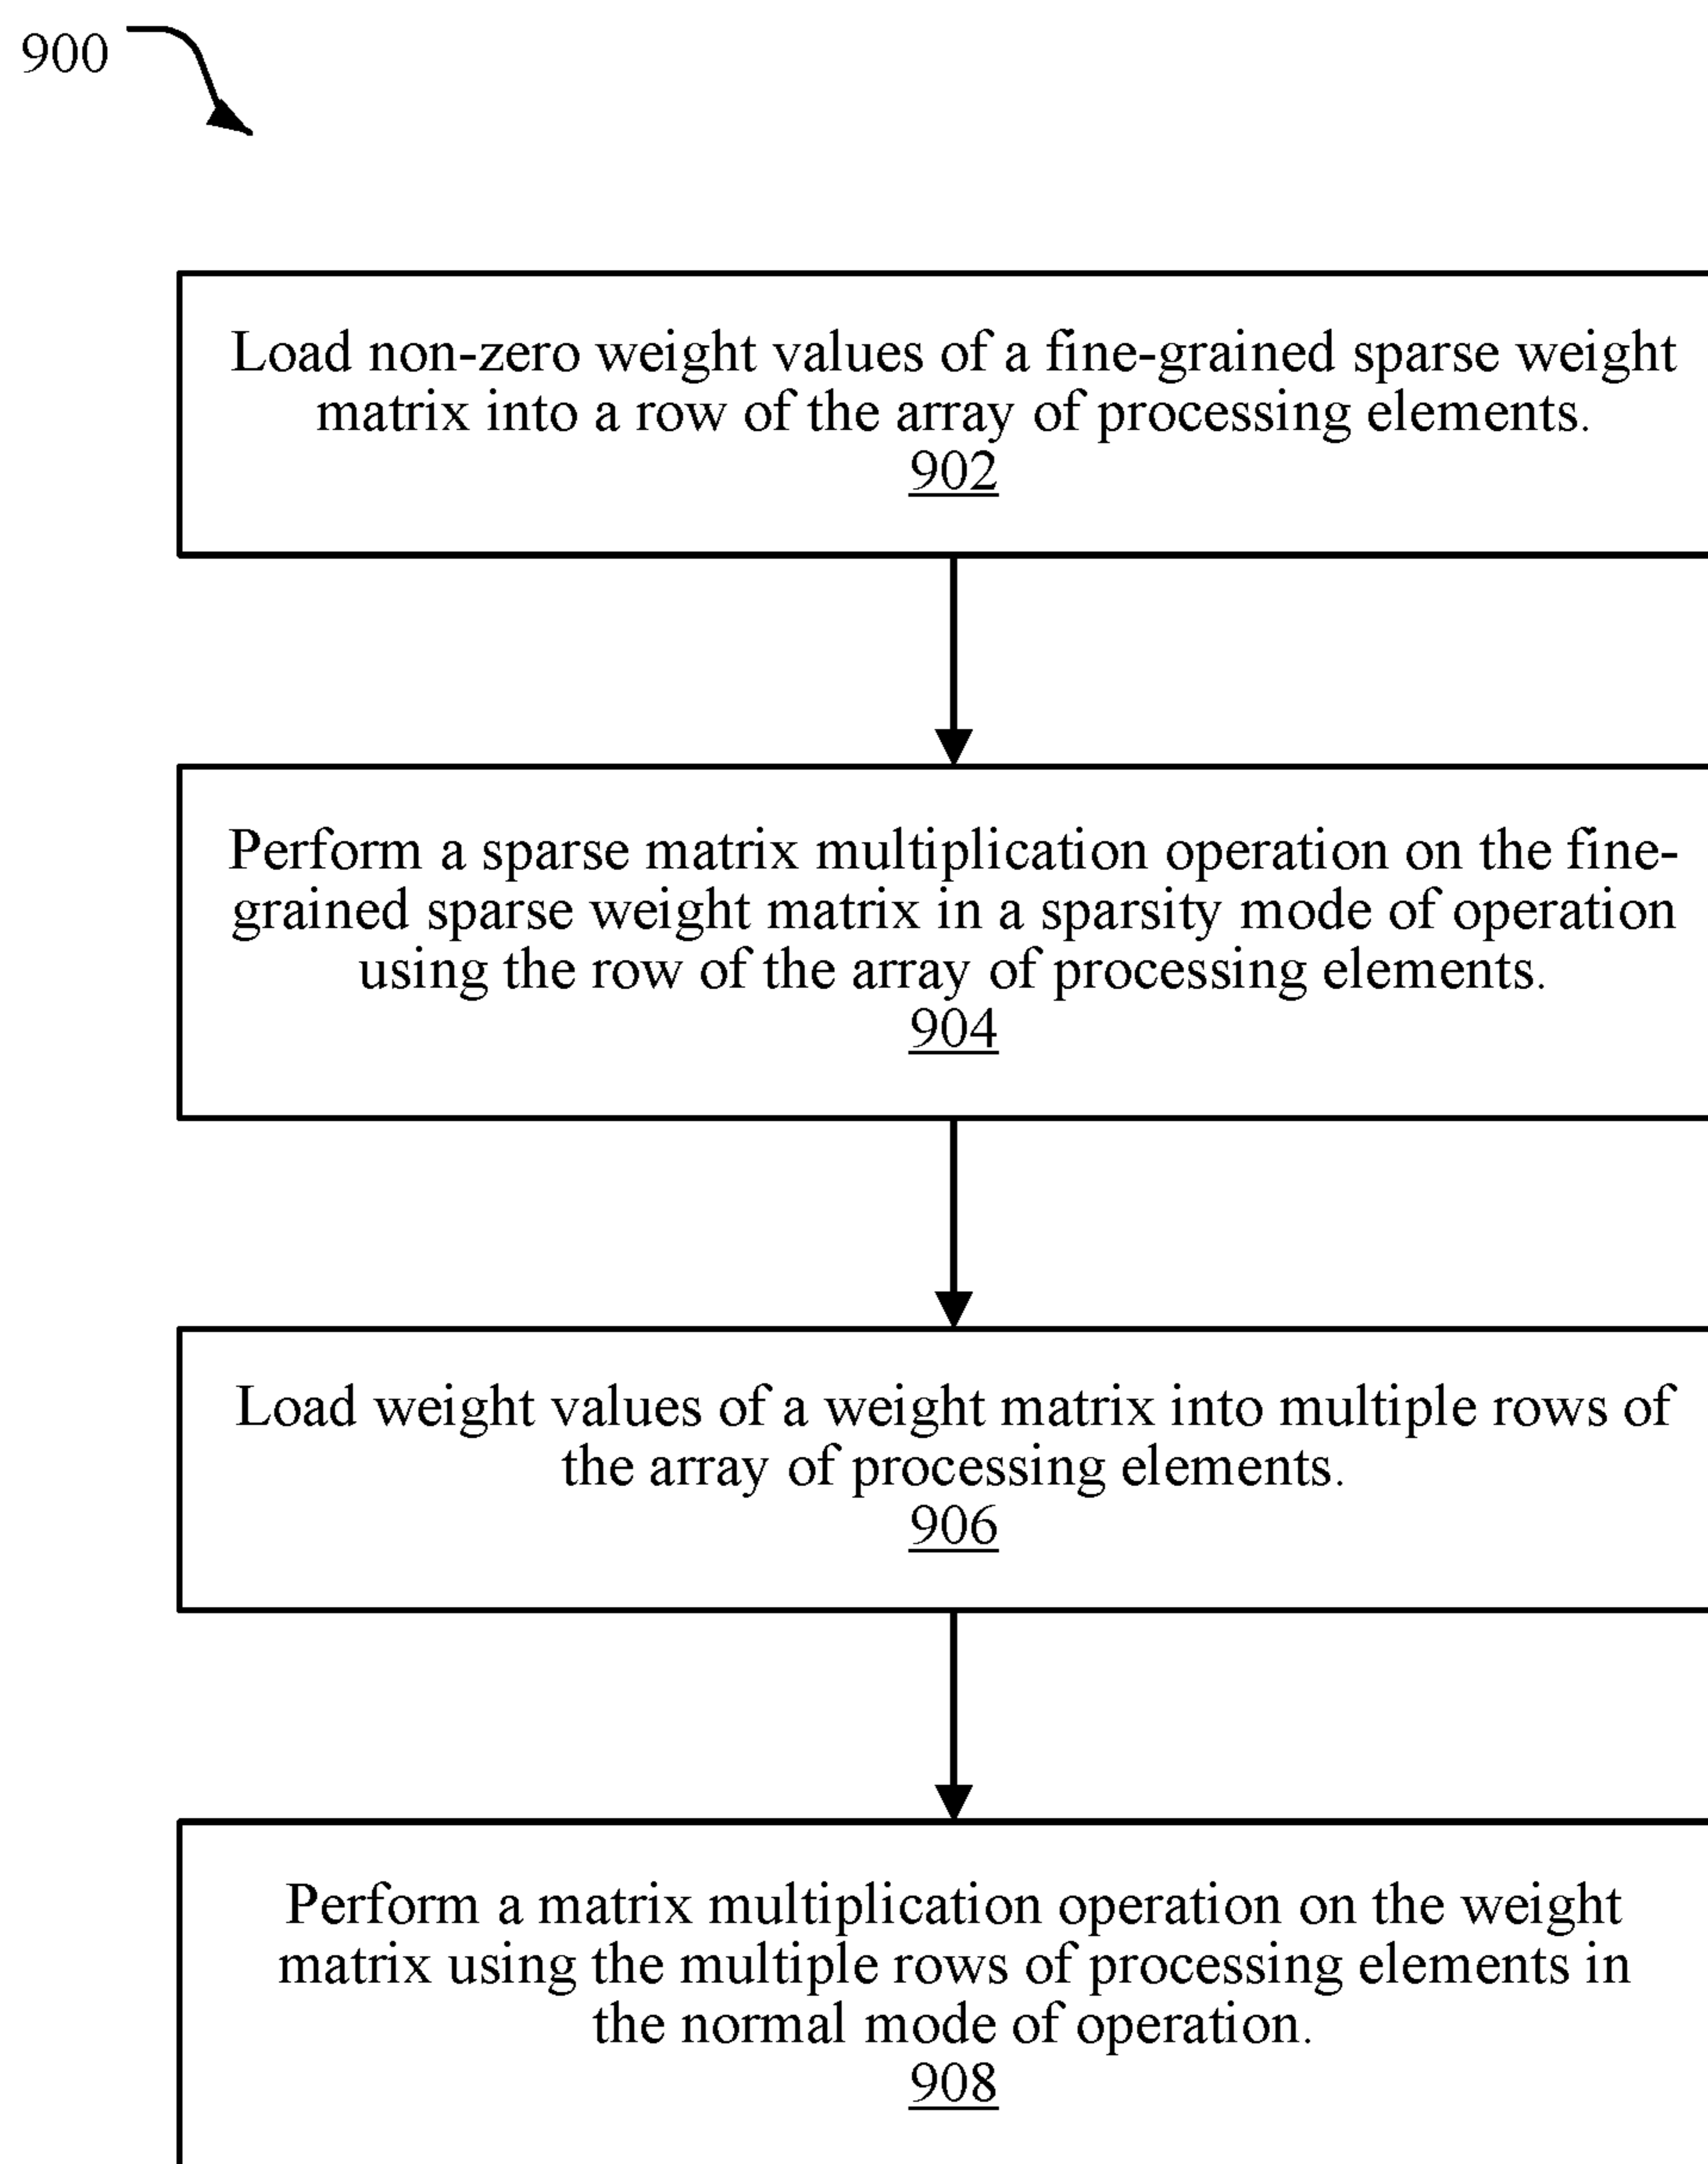 900
Load non-zero weight values of a fine-grained sparse weight
matrix into a row of the array of processing elements.
902
Perform a sparse matrix multiplication operation on the fine-
grained sparse weight matrix in a sparsity mode of operation
using the row of the array of processing elements.
904
Load weight values of a weight matrix into multiple rows of
the array of processing elements.
906
Perform a matrix multiplication operation on the weight
matrix using the multiple rows of processing elements in
the normal mode of operation.
908